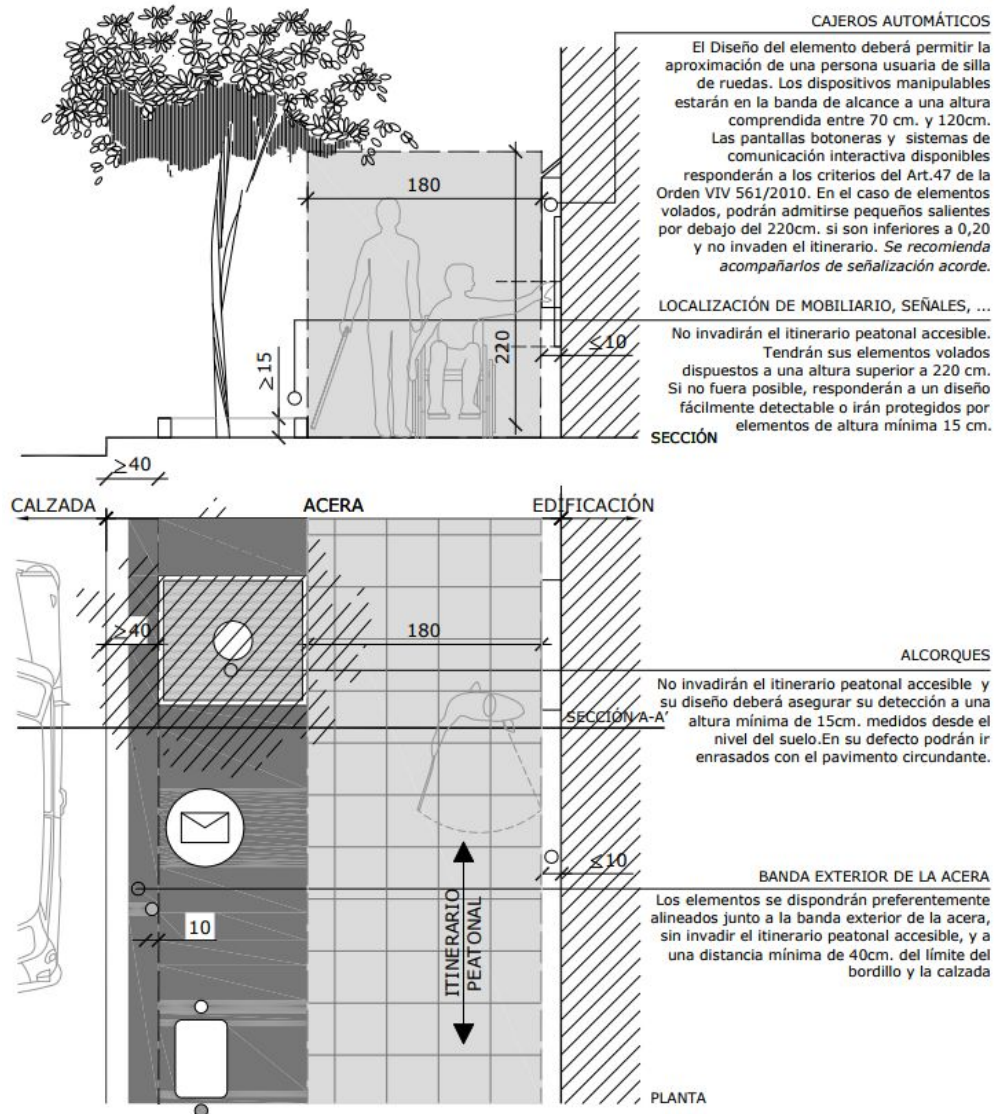 CAJEROS AUTOMÁTICOS
El Diseño del elemento deberá permitir la
aproximación de una persona usuaria de silla
de ruedas. Los dispositivos manipulables
estarán en la banda de alcance a una altura
comprendida entre 70 cm. y 120cm.
Las pantallas botoneras y sistemas de
comunicación interactiva disponibles
responderán a los criterios del Art.47 de la
Orden VIV 561/2010. En el caso de elementos
volados, podrán admitirse pequeños salientes
por debajo del 220cm. si son inferiores a 0,20
y no invaden el itinerario. Se recomienda
acompañarlos de señalización acorde.
180
220
≥15
≤10
≥40
LOCALIZACIÓN DE MOBILIARIO, SEÑALES, ...
No invadirán el itinerario peatonal accesible.
Tendrán sus elementos volados
dispuestos a una altura superior a 220 cm.
Si no fuera posible, responderán a un diseño
fácilmente detectable o irán protegidos por
elementos de altura mínima 15 cm.
SECCIÓN
CALZADA
ACERA
EDIFICACIÓN
≥40
180
ALCORQUES
No invadirán el itinerario peatonal accesible y
su diseño deberá asegurar su detección a una
altura mínima de 15cm. medidos desde el
nivel del suelo.En su defecto podrán ir
enrasados con el pavimento circundante.
SECCIÓN A-A'
≤10
10
ITINERARIO
PEATONAL
BANDA EXTERIOR DE LA ACERA
Los elementos se dispondrán preferentemente
alineados junto a la banda exterior de la acera,
sin invadir el itinerario peatonal accesible, y a
una distancia mínima de 40cm. del límite del
bordillo y la calzada
PLANTA